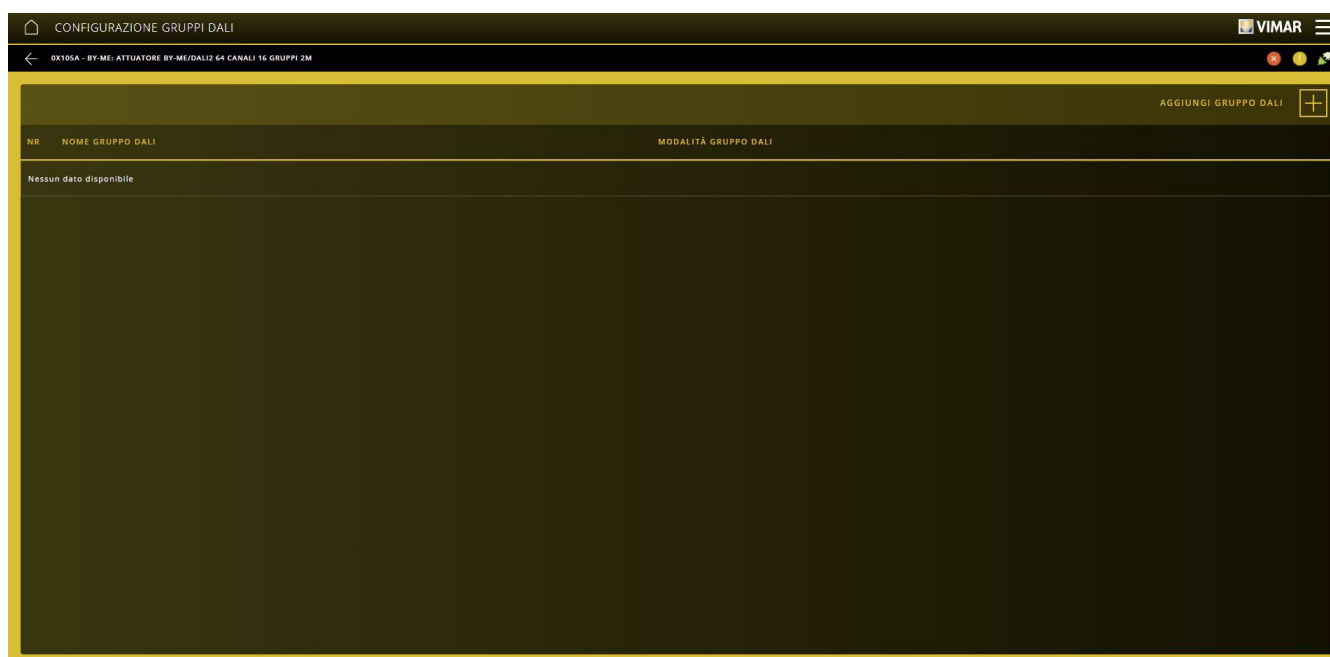 CONFIGURAZIONE GRUPPI DALI
VIMAR
0X105A - BY-ME: ATTUATORE BY-ME/DALI2 64 CANALI 16 GRUPPI 2M
AGGIUNGI GRUPPO DALI
NR NOME GRUPPO DALI MODALITÀ GRUPPO DALI
Nessun dato disponibile